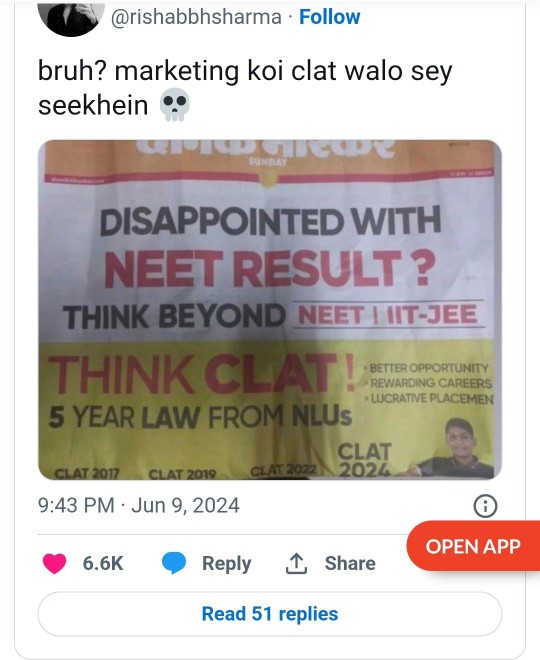 @rishabbhsharma · Follow
bruh? marketing koi clat walo sey
seekhein 💀
SUNDAY
DISAPPOINTED WITH
NEET RESULT?
THINK BEYOND NEET | IIT-JEE
THINK CLAT!
› BETTER OPPORTUNITY
› REWARDING CAREERS
› LUCRATIVE PLACEMEN
5 YEAR LAW FROM NLUs
CLAT 2017
CLAT 2019
CLAT 2022
CLAT
2024
9:43 PM · Jun 9, 2024
OPEN APP
6.6K Reply Share
Read 51 replies